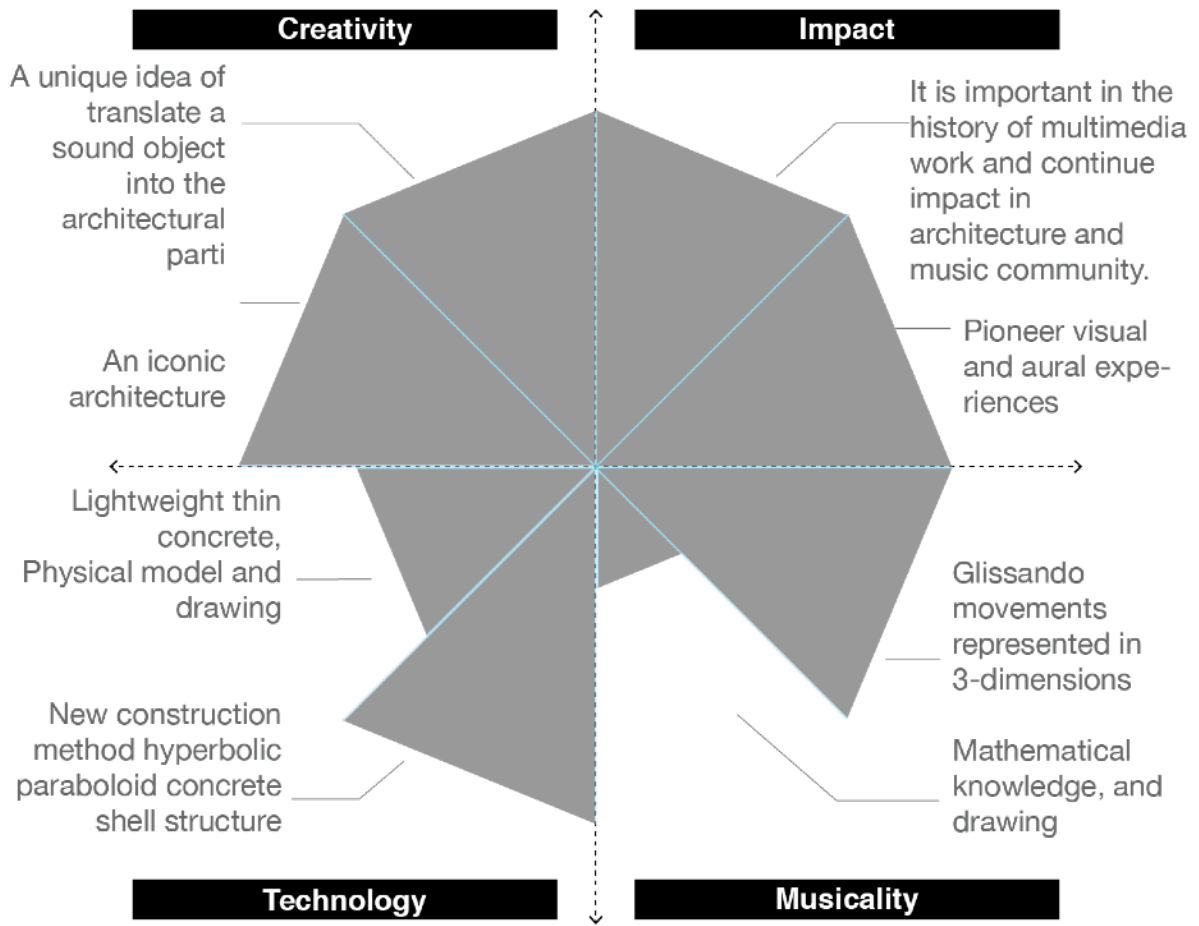 Creativity
Impact
A unique idea of
translate a
sound object
into the
architectural
parti
It is important in the
history of multimedia
work and continue
impact in
architecture and
music community.
An iconic
architecture
Pioneer visual
and aural expe-
riences
Lightweight thin
concrete,
Physical model and
drawing
Glissando
movements
represented in
3-dimensions
New construction
method hyperbolic
paraboloid concrete
shell structure
Mathematical
knowledge, and
drawing
Technology
Musicality